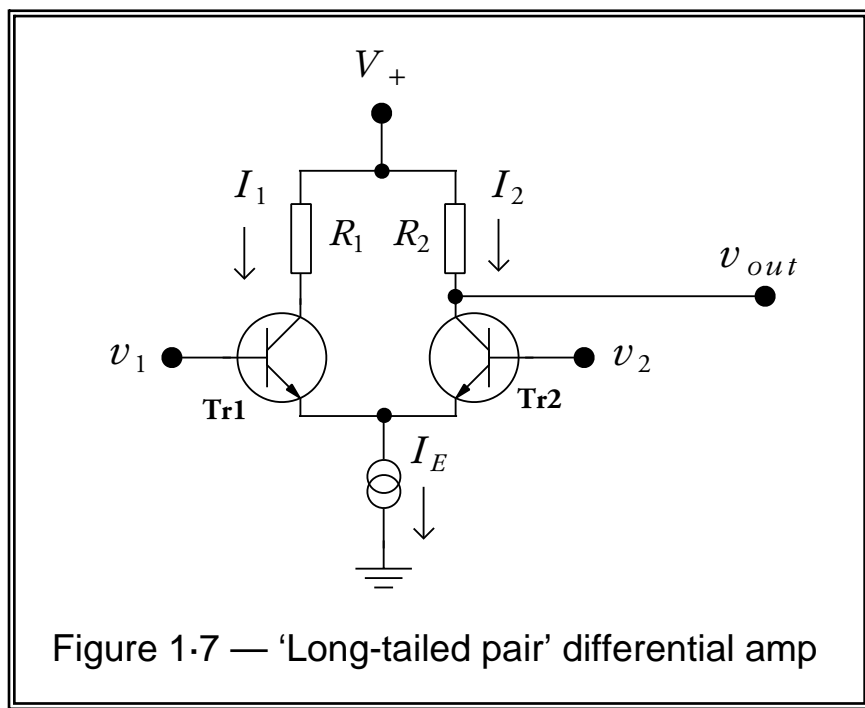 V+
I1
I2
R1
R2
vout
v1
v2
Tr1
Tr2
IE
Figure 1·7 — ‘Long-tailed pair’ differential amp